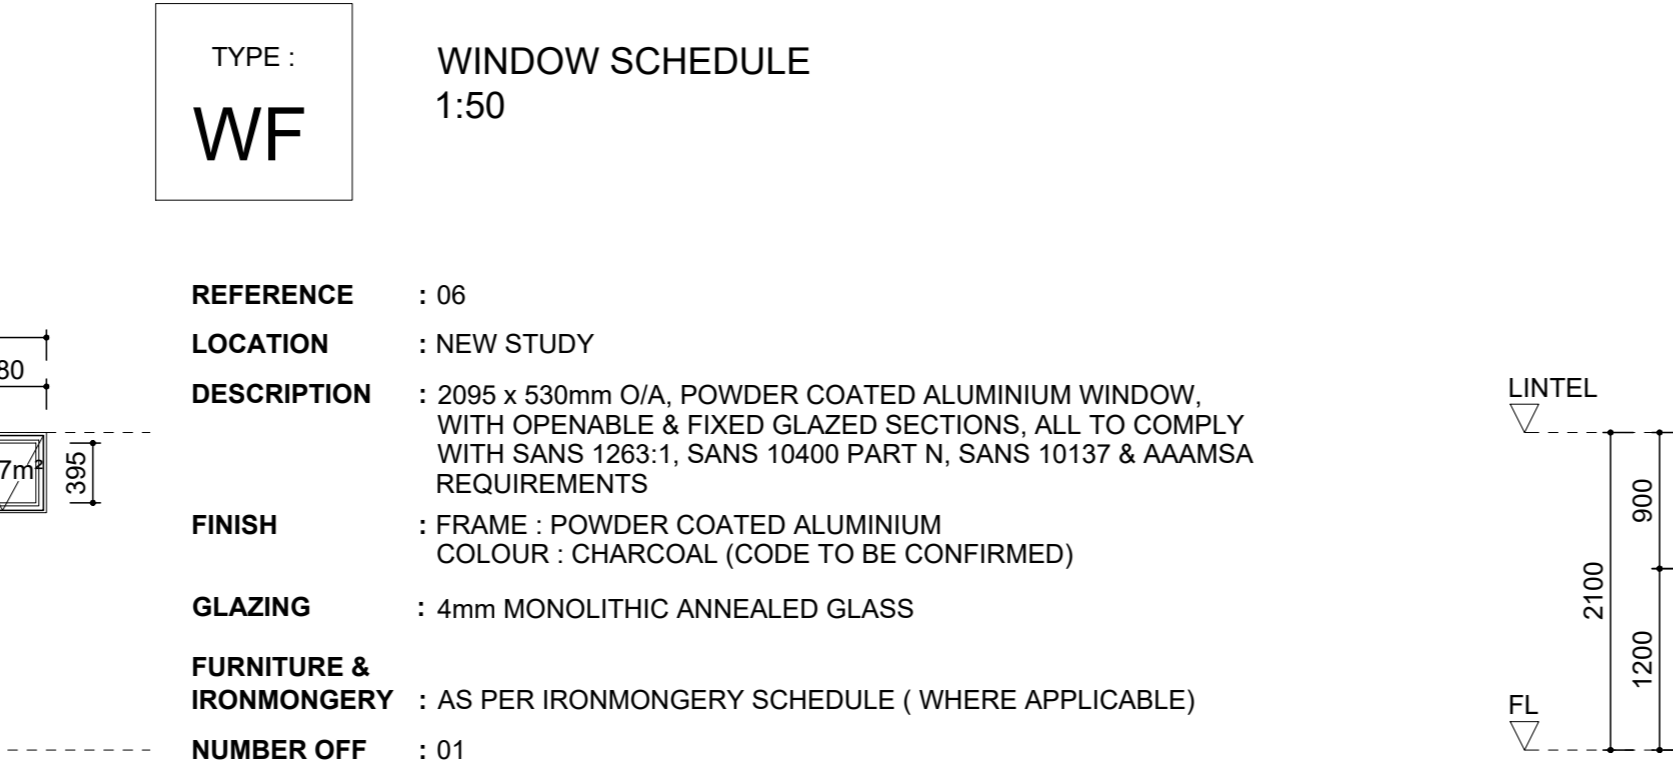 TYPE :
WF
WINDOW SCHEDULE
1:50
REFERENCE : 06
LOCATION : NEW STUDY
DESCRIPTION : 2095 x 530mm O/A, POWDER COATED ALUMINIUM WINDOW,
WITH OPENABLE & FIXED GLAZED SECTIONS, ALL TO COMPLY
WITH SANS 1263:1, SANS 10400 PART N, SANS 10137 & AAAMSA
REQUIREMENTS
FINISH : FRAME : POWDER COATED ALUMINIUM
COLOUR : CHARCOAL (CODE TO BE CONFIRMED)
GLAZING : 4mm MONOLITHIC ANNEALED GLASS
FURNITURE &
IRONMONGERY : AS PER IRONMONGERY SCHEDULE ( WHERE APPLICABLE)
NUMBER OFF : 01
80
7m²
395
LINTEL
900
2100
1200
FL